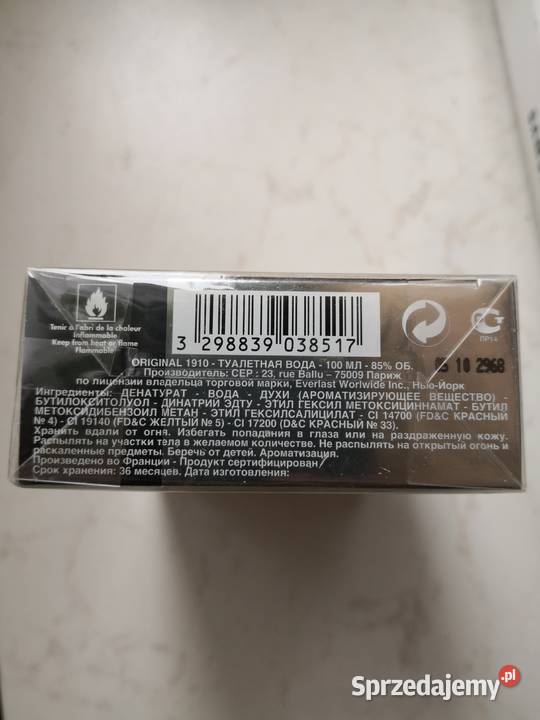 Tenir à l'abri de la chaleur
Inflammable
Keep from heat or flame
Flammable
3 298839 038517
ПР14
ORIGINAL 1910 - ТУАЛЕТНАЯ ВОДА - 100 МЛ - 85% ОБ.
Производитель: CEP : 23, rue Ballu – 75009 Париж
по лицензии владельца торговой марки, Everlast Worlwide Inc., Нью-Йорк
Ингредиенты: ДЕНАТУРАТ - ВОДА - ДУХИ (АРОМАТИЗИРУЮЩЕЕ ВЕЩЕСТВО) -
БУТИЛОКСИТОЛУОЛ - ДИНАТРИИ ЭДТУ - ЭТИЛ ГЕКСИЛ МЕТОКСИЦИННАМАТ - БУТИЛ
МЕТОКСИДИБЕНЗОИЛ МЕТАН - ЭТИЛ ГЕКСИЛСАЛИЦИЛАТ - CI 14700 (FD&C КРАСНЫЙ
№ 4) - CI 19140 (FD&C ЖЕЛТЫЙ № 5) - CI 17200 (D&C КРАСНЫЙ № 33).
Хранить вдали от огня. Избегать попадания в глаза или на раздраженную кожу.
Распылять на участки тела в желаемом количестве. Не распылять на открытый огонь и
раскаленные предметы. Беречь от детей. Ароматизация.
Произведено во Франции - Продукт сертифицирован
Срок хранения: 36 месяцев. Дата изготовления:
Sprzedajemy.pl